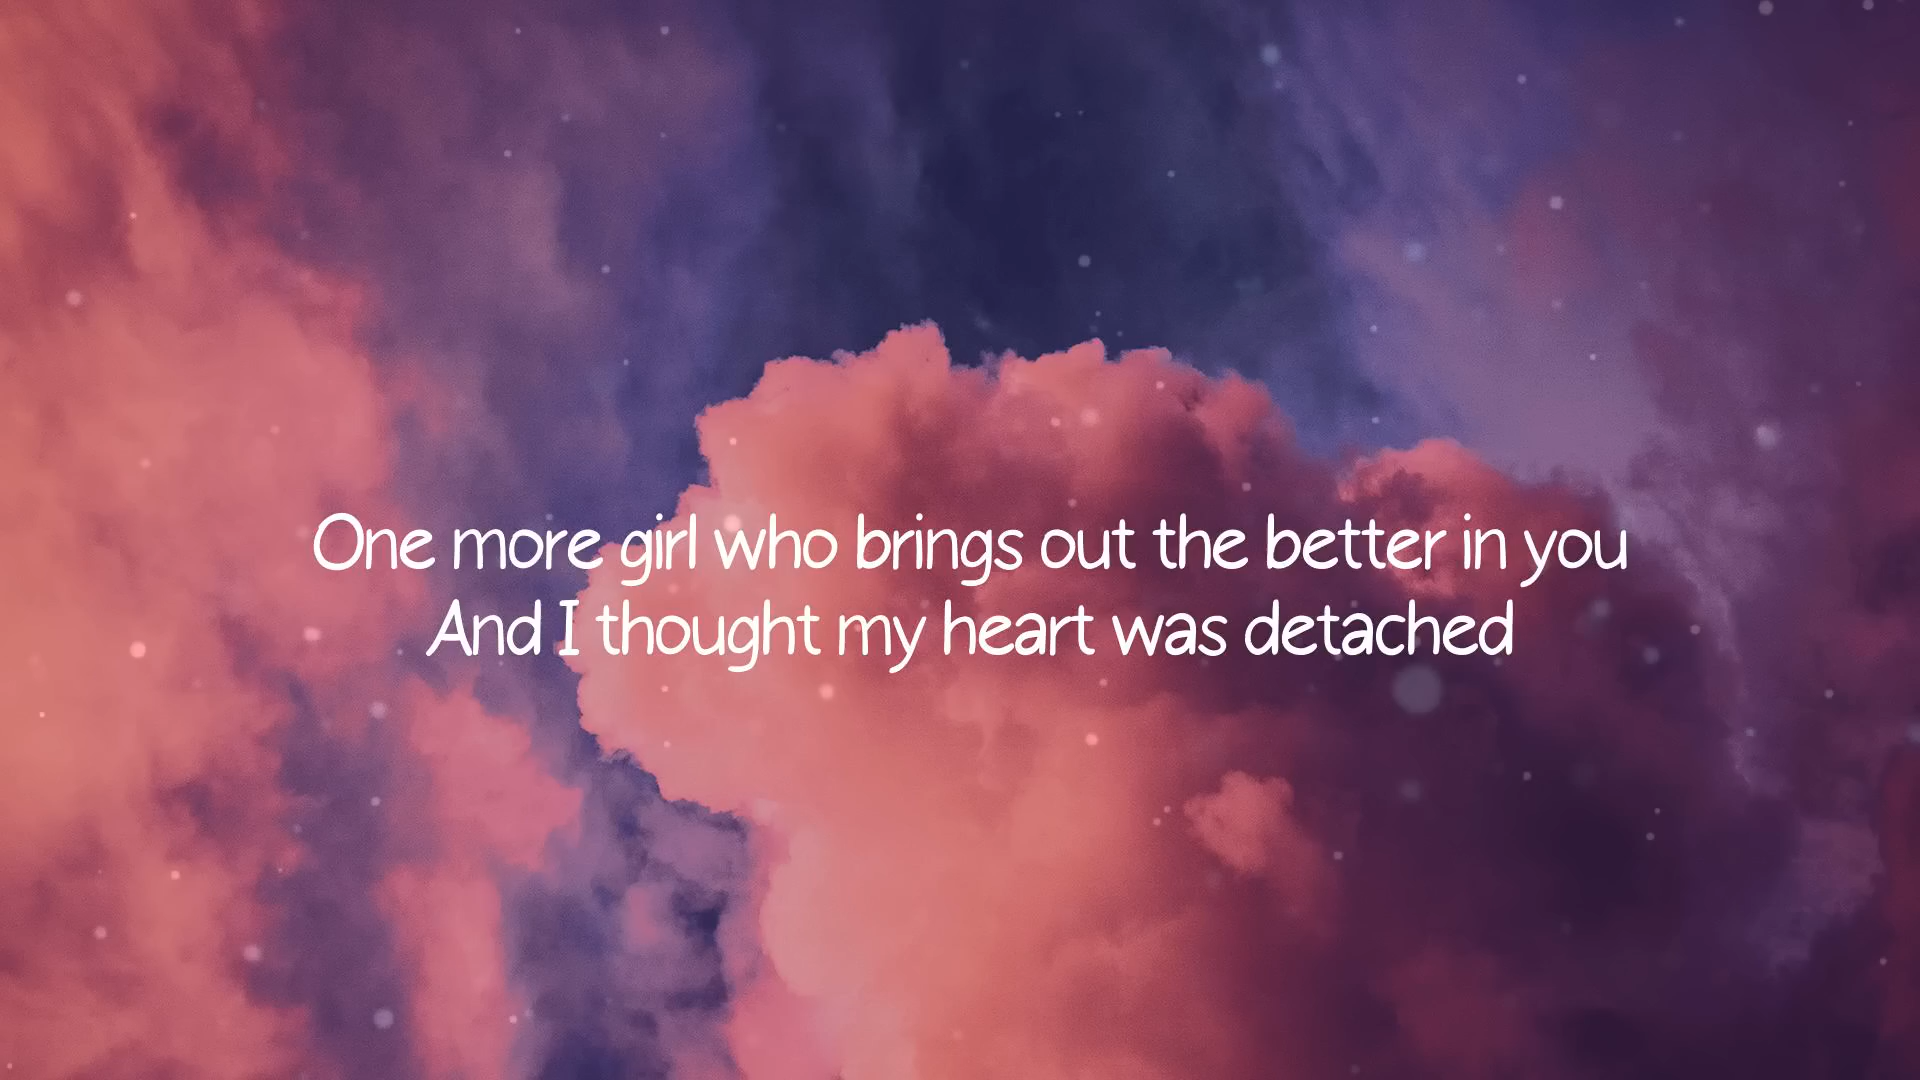 One more girl who brings out the better in you
And I thought my heart was detached